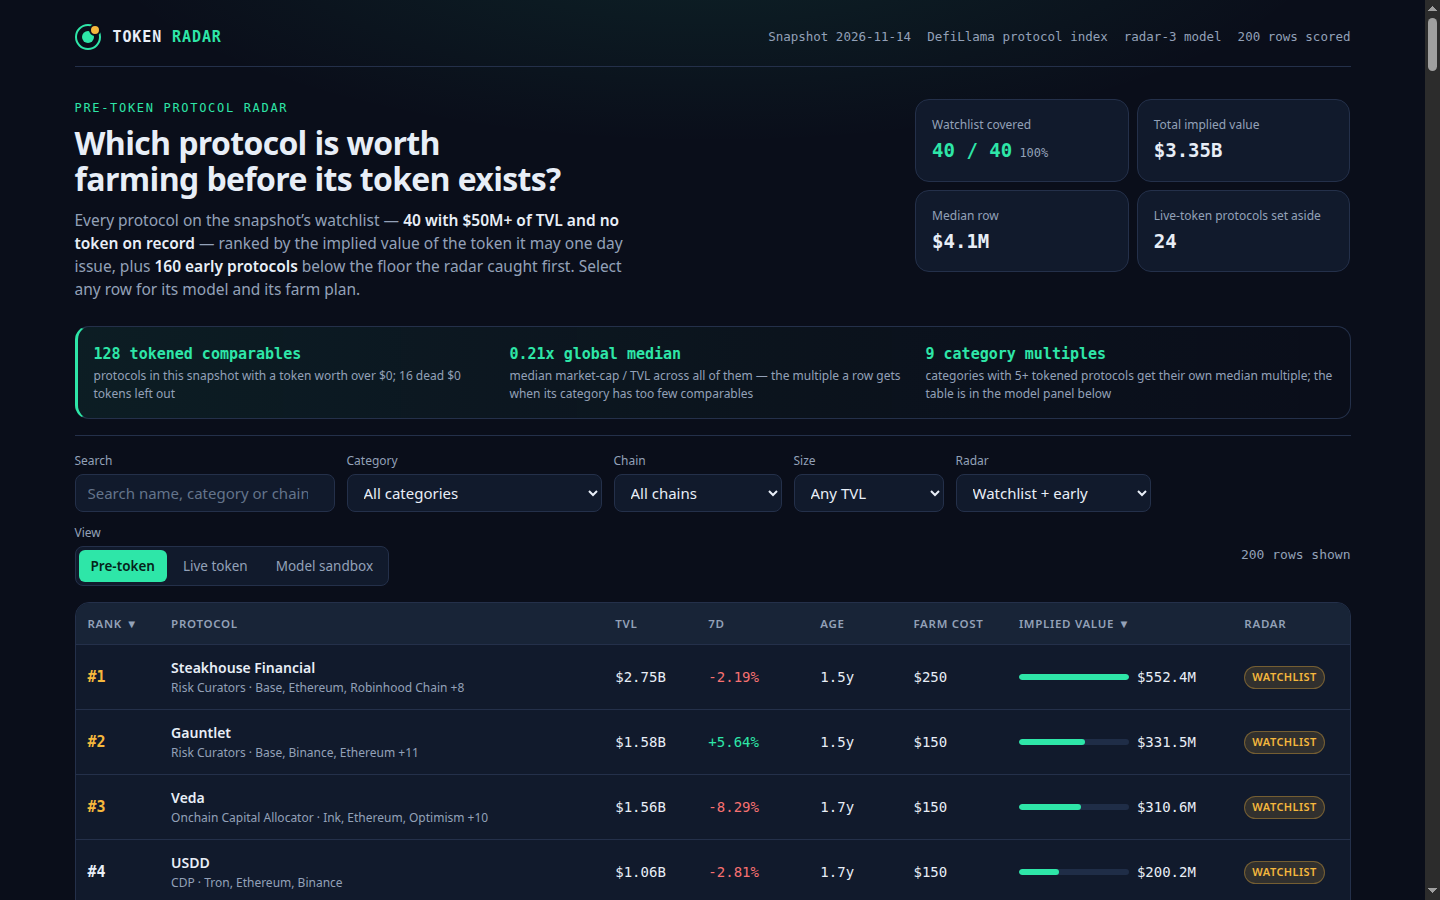 TOKEN RADAR
Snapshot 2026-11-14 DefiLlama protocol index radar-3 model 200 rows scored
PRE-TOKEN PROTOCOL RADAR
Which protocol is worth
farming before its token exists?
Every protocol on the snapshot's watchlist — 40 with $50M+ of TVL and no
token on record — ranked by the implied value of the token it may one day
issue, plus 160 early protocols below the floor the radar caught first. Select
any row for its model and its farm plan.
Watchlist covered
40 / 40 100%
Total implied value
$3.35B
Median row
$4.1M
Live-token protocols set aside
24
128 tokened comparables
protocols in this snapshot with a token worth over $0; 16 dead $0
tokens left out
0.21x global median
median market-cap / TVL across all of them — the multiple a row gets
when its category has too few comparables
9 category multiples
categories with 5+ tokened protocols get their own median multiple; the
table is in the model panel below
Search
Search name, category or chain
Category
All categories
Chain
All chains
Size
Any TVL
Radar
Watchlist + early
View
Pre-token Live token Model sandbox
200 rows shown
RANK ▼ PROTOCOL TVL 7D AGE FARM COST IMPLIED VALUE ▼ RADAR
#1 Steakhouse Financial $2.75B -2.19% 1.5y $250 $552.4M WATCHLIST
Risk Curators · Base, Ethereum, Robinhood Chain +8
#2 Gauntlet $1.58B +5.64% 1.5y $150 $331.5M WATCHLIST
Risk Curators · Base, Binance, Ethereum +11
#3 Veda $1.56B -8.29% 1.7y $150 $310.6M WATCHLIST
Onchain Capital Allocator · Ink, Ethereum, Optimism +10
#4 USDD $1.06B -2.81% 1.7y $150 $200.2M WATCHLIST
CDP · Tron, Ethereum, Binance